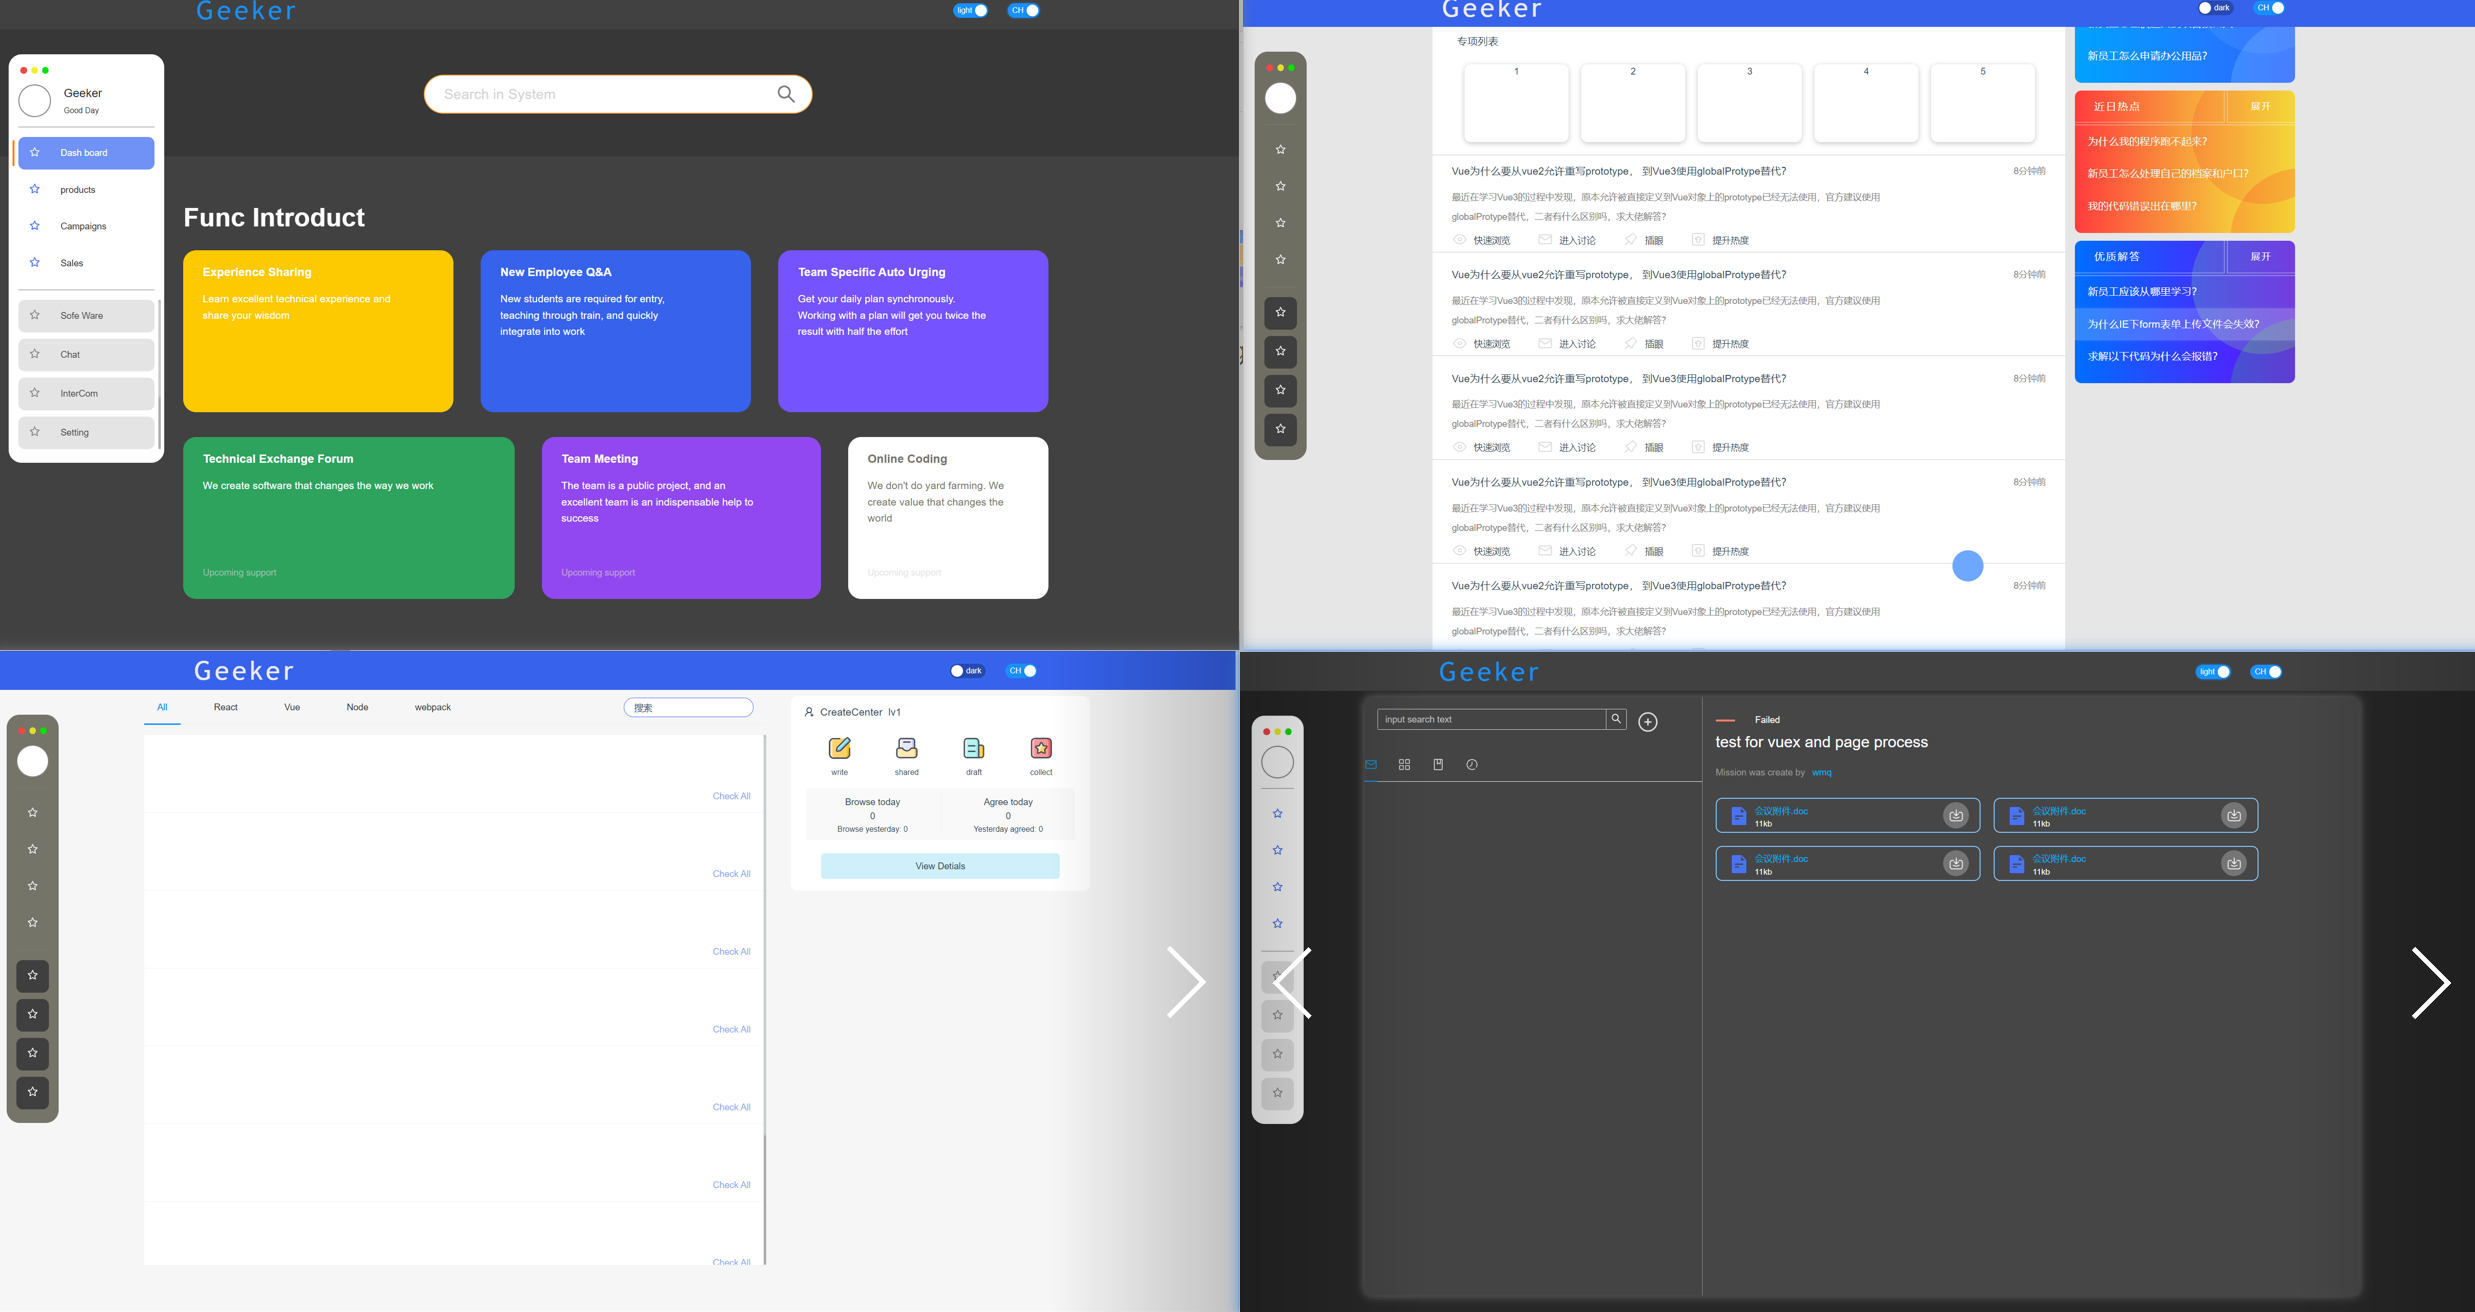 Geeker
light
CH
Geeker
Good Day
Dash board
products
Campaigns
Sales
Sofe Ware
Chat
InterCom
Setting
Search in System
Func Introduct
Experience Sharing
Learn excellent technical experience and
share your wisdom
New Employee Q&A
New students are required for entry,
teaching through train, and quickly
integrate into work
Team Specific Auto Urging
Get your daily plan synchronously.
Working with a plan will get you twice the
result with half the effort
Technical Exchange Forum
We create software that changes the way we work
Upcoming support
Team Meeting
The team is a public project, and an
excellent team is an indispensable help to
success
Upcoming support
Online Coding
We don't do yard farming. We
create value that changes the
world
Upcoming support
Geeker
dark
CH
专项列表
1
2
3
4
5
Vue为什么要从vue2允许重写prototype， 到Vue3使用globalProtype替代?
8分钟前
最近在学习Vue3的过程中发现，原本允许被直接定义到Vue对象上的prototype已经无法使用，官方建议使用
globalProtype替代，二者有什么区别吗，求大佬解答?
快速浏览
进入讨论
插眼
提升热度
Vue为什么要从vue2允许重写prototype， 到Vue3使用globalProtype替代?
8分钟前
最近在学习Vue3的过程中发现，原本允许被直接定义到Vue对象上的prototype已经无法使用，官方建议使用
globalProtype替代，二者有什么区别吗，求大佬解答?
快速浏览
进入讨论
插眼
提升热度
Vue为什么要从vue2允许重写prototype， 到Vue3使用globalProtype替代?
8分钟前
最近在学习Vue3的过程中发现，原本允许被直接定义到Vue对象上的prototype已经无法使用，官方建议使用
globalProtype替代，二者有什么区别吗，求大佬解答?
快速浏览
进入讨论
插眼
提升热度
Vue为什么要从vue2允许重写prototype， 到Vue3使用globalProtype替代?
8分钟前
最近在学习Vue3的过程中发现，原本允许被直接定义到Vue对象上的prototype已经无法使用，官方建议使用
globalProtype替代，二者有什么区别吗，求大佬解答?
快速浏览
进入讨论
插眼
提升热度
Vue为什么要从vue2允许重写prototype， 到Vue3使用globalProtype替代?
8分钟前
最近在学习Vue3的过程中发现，原本允许被直接定义到Vue对象上的prototype已经无法使用，官方建议使用
globalProtype替代，二者有什么区别吗，求大佬解答?
新员工怎么申请办公用品?
近日热点
展开
为什么我的程序跑不起来?
新员工怎么处理自己的档案和户口?
我的代码错误出在哪里?
优质解答
展开
新员工应该从哪里学习?
为什么IE下form表单上传文件会失效?
求解以下代码为什么会报错?
Geeker
dark
CH
All
React
Vue
Node
webpack
搜索
Check All
Check All
Check All
Check All
Check All
Check All
Check All
CreateCenter lv1
write
shared
draft
collect
Browse today
0
Browse yesterday: 0
Agree today
0
Yesterday agreed: 0
View Detials
Geeker
light
CH
input search text
Failed
test for vuex and page process
Mission was create by wmq
会议附件.doc
11kb
会议附件.doc
11kb
会议附件.doc
11kb
会议附件.doc
11kb